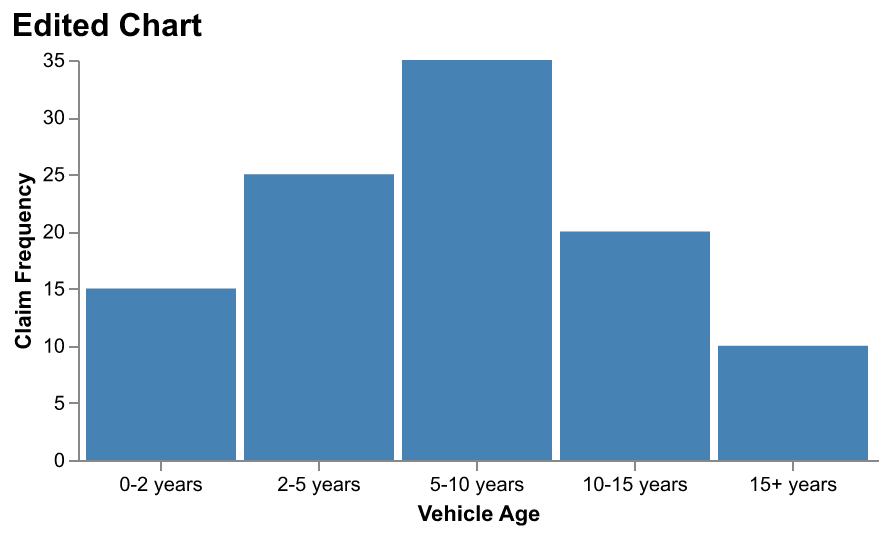 Edited Chart
35
30
25
20
15
10
5
0
Claim Frequency
0-2 years
2-5 years
5-10 years
10-15 years
15+ years
Vehicle Age